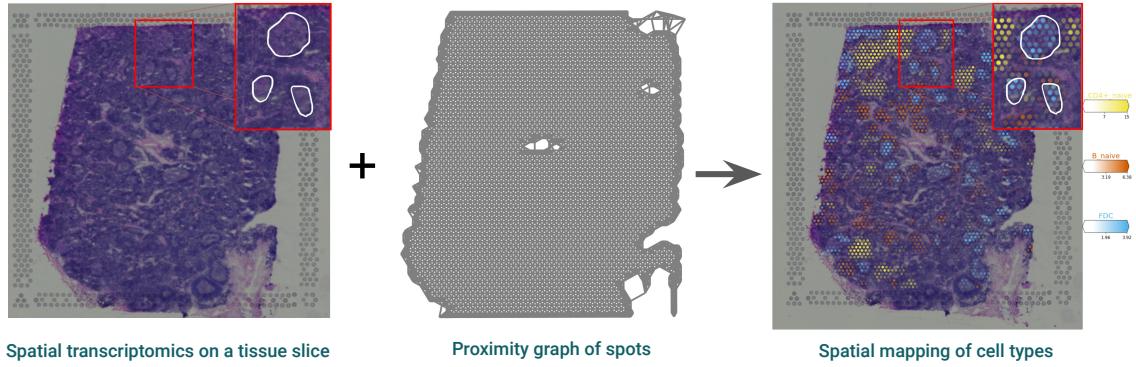 CD4+_naive
7 15
B_naive
3.19 6.38
FDC
1.96 3.92
+
Spatial transcriptomics on a tissue slice
Proximity graph of spots
Spatial mapping of cell types